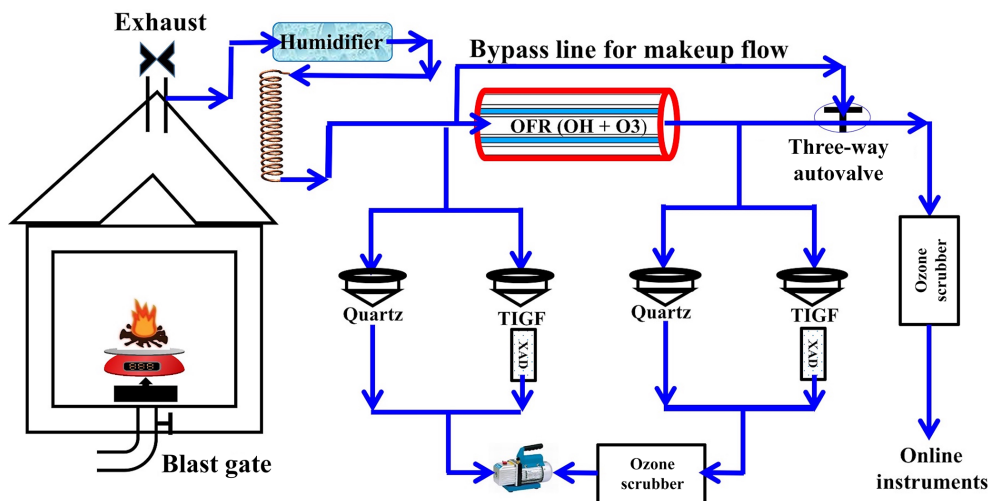 Exhaust
Humidifier
Bypass line for makeup flow
OFR (OH + O3)
Three-way
autovalve
Ozone
scrubber
Quartz
TIGF
Quartz
TIGF
XAD
XAD
888
Blast gate
Ozone
scrubber
Online
instruments